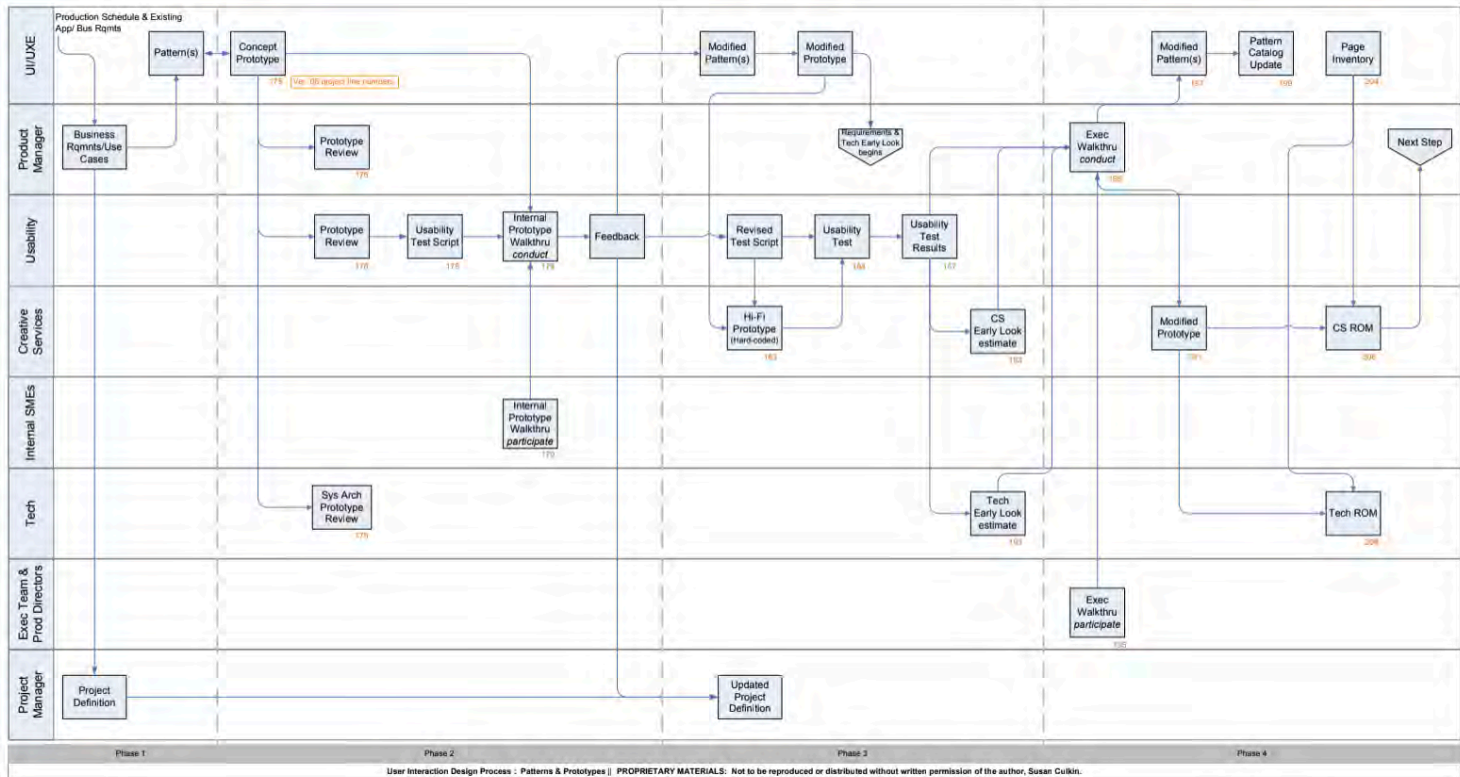 Production Schedule & Existing
App/ Bus Rqmts
UI/UXE
Pattern(s)
Concept
Prototype
Modified
Pattern(s)
Modified
Prototype
Modified
Pattern(s)
Pattern
Catalog
Update
Page
Inventory
Product
Manager
Business
Rqmnts/Use
Cases
Prototype
Review
Requirements &
Tech Early Look
begins
Exec
Walkthru
conduct
Next Step
Usability
Prototype
Review
Usability
Test Script
Internal
Prototype
Walkthru
conduct
Feedback
Revised
Test Script
Usability
Test
Usability
Test
Results
Creative
Services
Hi-Fi
Prototype
(Hard-coded)
183
CS
Early Look
estimate
193
Modified
Prototype
CS ROM
206
Internal SMEs
Internal
Prototype
Walkthru
participate
Tech
Sys Arch
Prototype
Review
Tech
Early Look
estimate
193
Tech ROM
Exec Team &
Prod Directors
Exec
Walkthru
participate
Project
Manager
Project
Definition
Updated
Project
Definition
Phase 1
Phase 2
Phase 3
Phase 4
User Interaction Design Process : Patterns & Prototypes || PROPRIETARY MATERIALS: Not to be reproduced or distributed without written permission of the author, Susan Culkin.